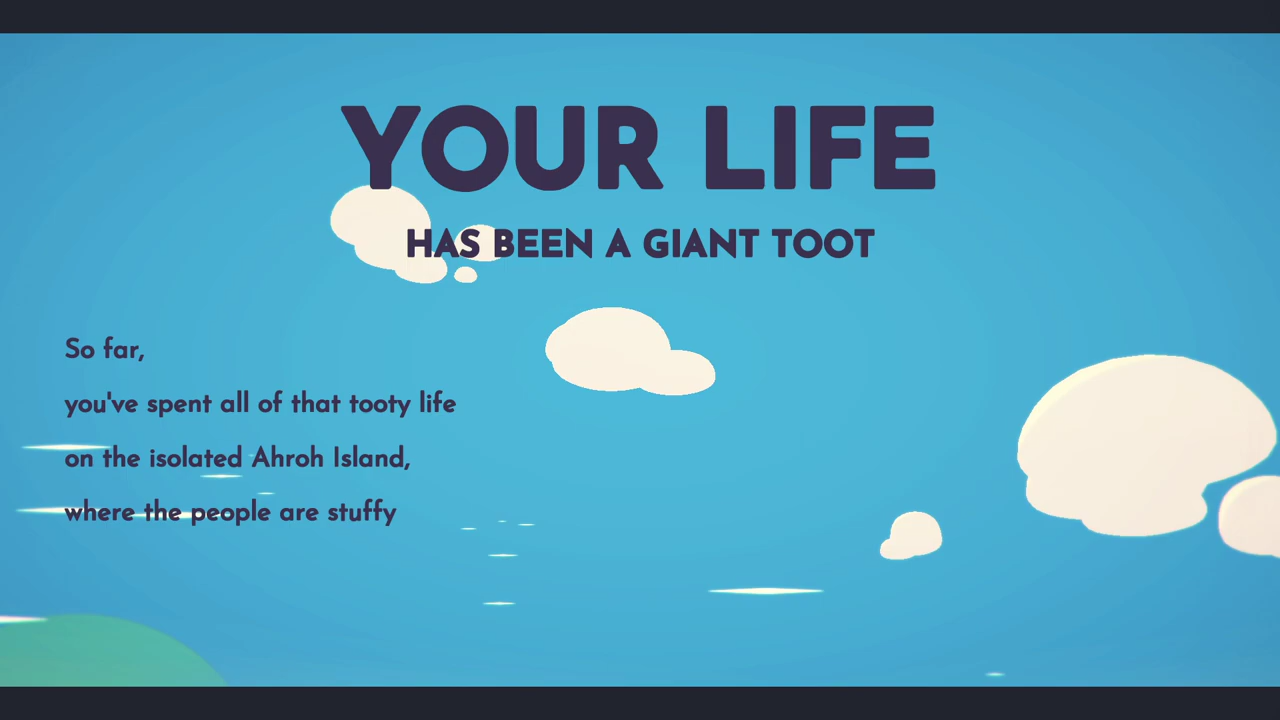 YOUR LIFE
HAS BEEN A GIANT TOOT
So far,
you've spent all of that tooty life
on the isolated Ahroh Island,
where the people are stuffy